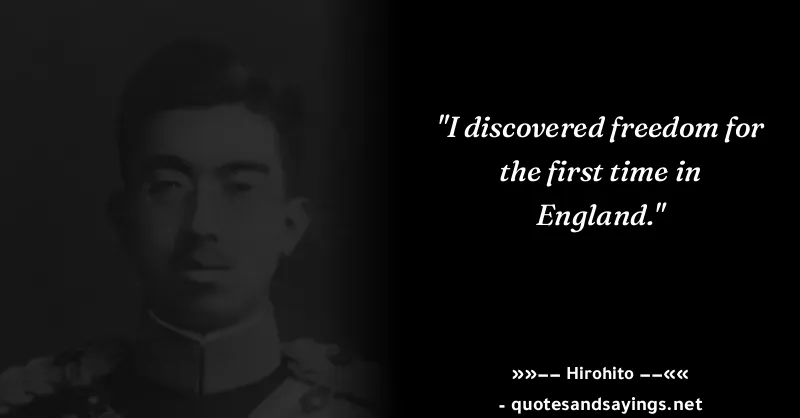 "I discovered freedom for
the first time in
England."
»»–– Hirohito ––««
- quotesandsayings.net